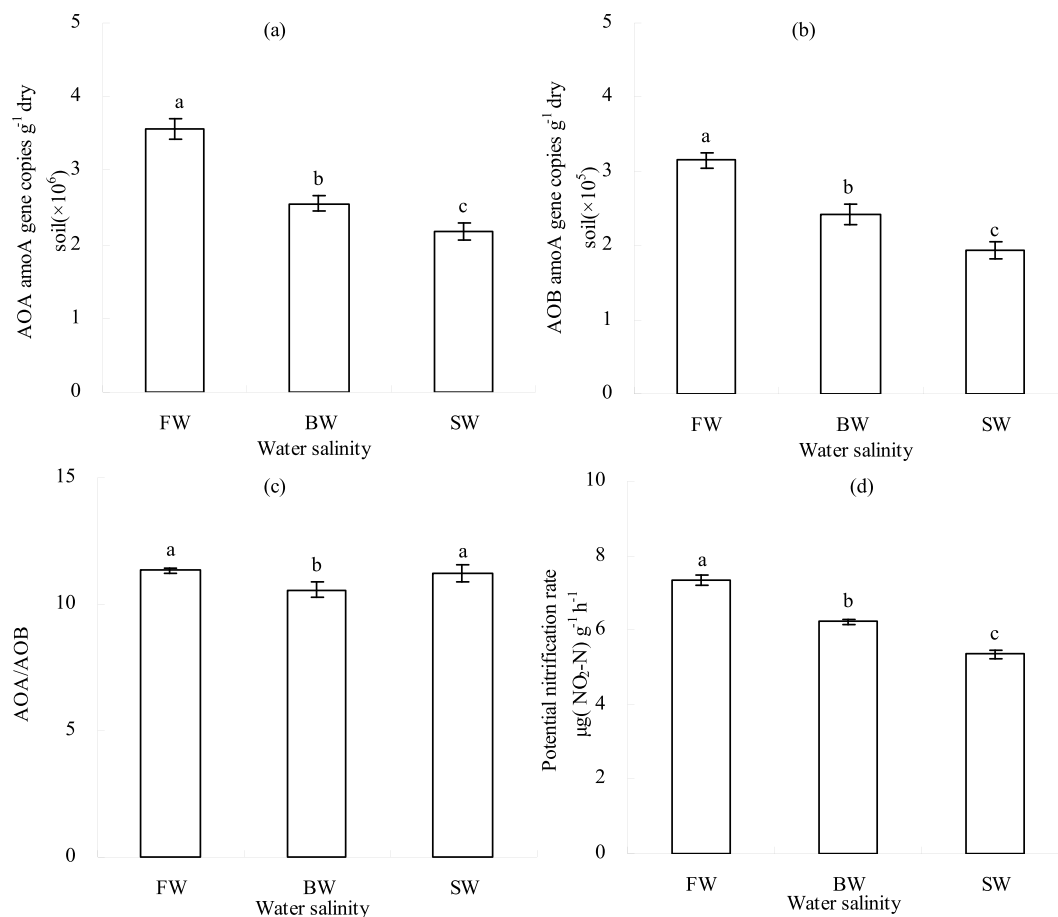 (a)
AOA amoA gene copies g⁻¹ dry
soil(×10⁶)
5
4
3
2
1
0
a
b
c
FW BW SW
Water salinity
(b)
AOB amoA gene copies g⁻¹ dry
soil(×10⁵)
5
4
3
2
1
0
a
b
c
FW BW SW
Water salinity
(c)
AOA/AOB
15
10
5
0
a
b
a
FW BW SW
Water salinity
(d)
Potential nitrification rate
μg( NO₂-N) g⁻¹ h⁻¹
10
8
6
4
2
0
a
b
c
FW BW SW
Water salinity